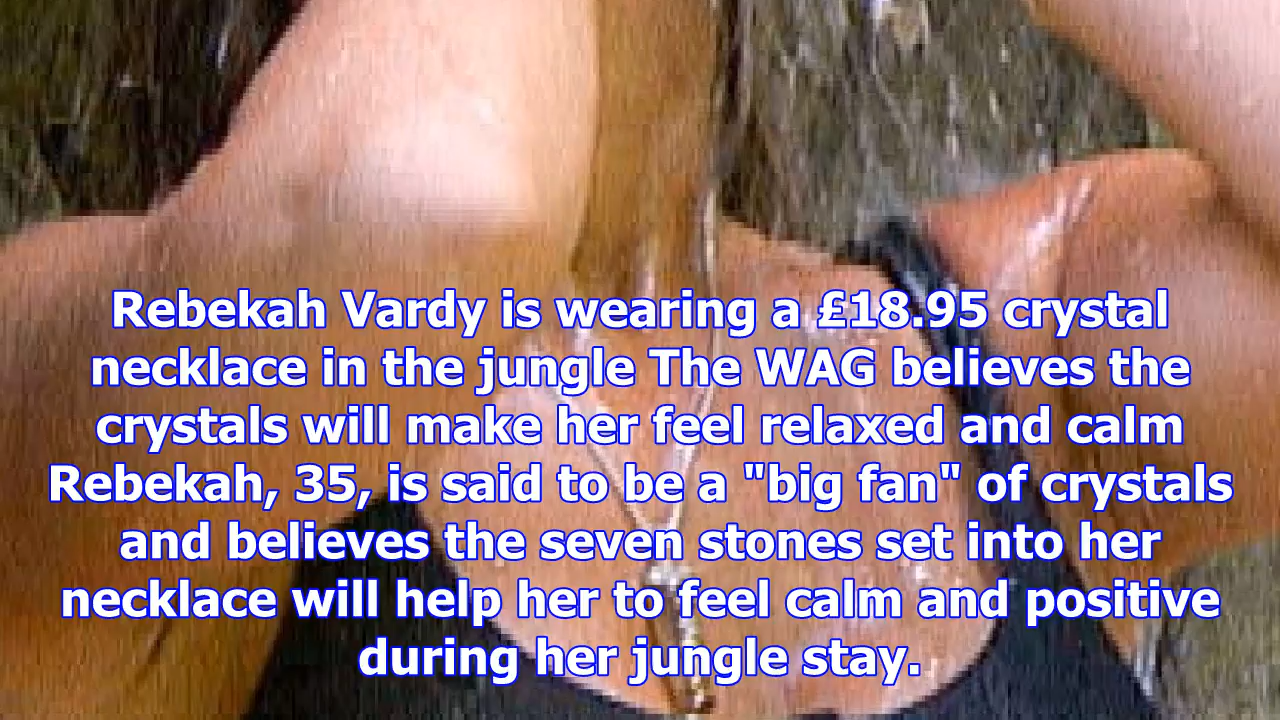 Rebekah Vardy is wearing a £18.95 crystal
necklace in the jungle The WAG believes the
crystals will make her feel relaxed and calm
Rebekah, 35, is said to be a "big fan" of crystals
and believes the seven stones set into her
necklace will help her to feel calm and positive
during her jungle stay.